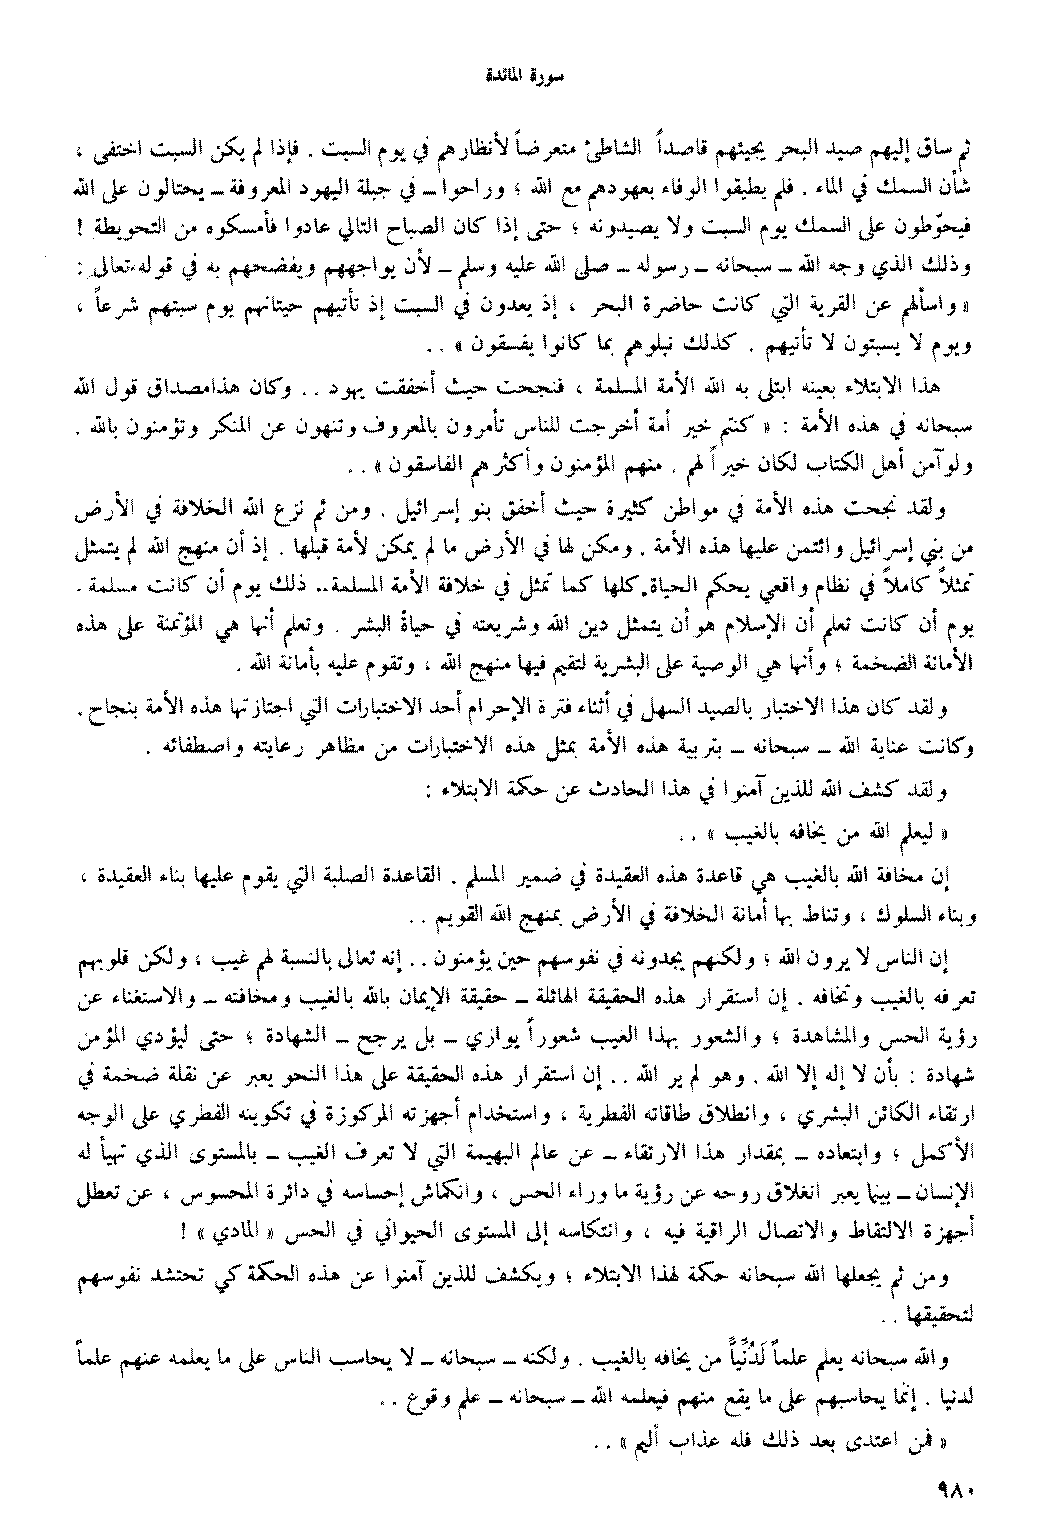 سورة المائدة
ثم ساق إليهم صيد البحر يجيئهم قاصداً الشاطئ متعرضاً لأنظارهم في يوم السبت . فإذا لم يكن السبت اختفى ،
شأن السمك في الماء . فلم يطيقوا الوفاء بعهودهم مع الله ؛ وراحوا – في جبلة اليهود المعروفة – يحتالون على الله
فيحوّطون على السمك يوم السبت ولا يصيدونه ؛ حتى إذا كان الصباح التالي عادوا فأمسكوه من التحويطة !
وذلك الذي وجه الله – سبحانه – رسوله – صلى الله عليه وسلم – لأن يواجههم ويفضحهم به في قوله تعالى :
« واسألهم عن القرية التي كانت حاضرة البحر ، إذ يعدون في السبت إذ تأتيهم حيتانهم يوم سبتهم شرعاً ،
ويوم لا يسبتون لا تأتيهم . كذلك نبلوهم بما كانوا يفسقون » . .
هذا الابتلاء بعينه ابتلى به الله الأمة المسلمة ، فنجحت حيث أخفقت يهود . . وكان هذا مصداق قول الله
سبحانه في هذه الأمة : « كنتم خير أمة أخرجت للناس تأمرون بالمعروف وتنهون عن المنكر وتؤمنون بالله .
ولو آمن أهل الكتاب لكان خيراً لهم . منهم المؤمنون وأكثرهم الفاسقون » . .
ولقد نجحت هذه الأمة في مواطن كثيرة حيث أخفق بنو إسرائيل . ومن ثم نزع الله الخلافة في الأرض
من بني إسرائيل وائتمن عليها هذه الأمة . ومكن لها في الأرض ما لم يمكن لأمة قبلها . إذ أن منهج الله لم يتمثل
تمثلاً كاملاً في نظام واقعي يحكم الحياة كلها كما تمثل في خلافة الأمة المسلمة .. ذلك يوم أن كانت مسلمة .
يوم أن كانت تعلم أن الإسلام هو أن يتمثل دين الله وشريعته في حياة البشر . وتعلم أنها هي المؤتمنة على هذه
الأمانة الضخمة ؛ وأنها هي الوصية على البشرية لتقيم فيها منهج الله ، وتقوم عليه بأمانة الله .
ولقد كان هذا الاختبار بالصيد السهل في أثناء فترة الإحرام أحد الاختبارات التي اجتازتها هذه الأمة بنجاح .
وكانت عناية الله – سبحانه – بتربية هذه الأمة بمثل هذه الاختبارات من مظاهر رعايته واصطفائه .
ولقد كشف الله للذين آمنوا في هذا الحادث عن حكمة الابتلاء :
« ليعلم الله من يخافه بالغيب » . .
إن مخافة الله بالغيب هي قاعدة هذه العقيدة في ضمير المسلم . القاعدة الصلبة التي يقوم عليها بناء العقيدة ،
وبناء السلوك ، وتناط بها أمانة الخلافة في الأرض بمنهج الله القويم . .
إن الناس لا يرون الله ؛ ولكنهم يجدونه في نفوسهم حين يؤمنون . . إنه تعالى بالنسبة لهم غيب ، ولكن قلوبهم
تعرفه بالغيب وتخافه . إن استقرار هذه الحقيقة الهائلة – حقيقة الإيمان بالله بالغيب ومخافته – والاستغناء عن
رؤية الحس والمشاهدة ؛ والشعور بهذا الغيب شعوراً يوازي – بل يرجح – الشهادة ؛ حتى ليؤدي المؤمن
شهادة : بأن لا إله إلا الله . وهو لم ير الله . . إن استقرار هذه الحقيقة على هذا النحو يعبر عن نقلة ضخمة في
ارتقاء الكائن البشري ، وانطلاق طاقاته الفطرية ، واستخدام أجهزته المركوزة في تكوينه الفطري على الوجه
الأكمل ؛ وابتعاده – بمقدار هذا الارتقاء – عن عالم البهيمة التي لا تعرف الغيب – بالمستوى الذي تهيأ له
الإنسان – بينما يعبر انغلاق روحه عن رؤية ما وراء الحس ، وانكماش إحساسه في دائرة المحسوس ، عن تعطل
أجهزة الالتقاط والاتصال الراقية فيه ، وانتكاسه إلى المستوى الحيواني في الحس « المادي » !
ومن ثم يجعلها الله سبحانه حكمة لهذا الابتلاء ؛ ويكشف للذين آمنوا عن هذه الحكمة كي تحتشد نفوسهم
لتحقيقها . .
والله سبحانه يعلم علماً لَدُنِّيّاً من يخافه بالغيب . ولكنه – سبحانه – لا يحاسب الناس على ما يعلمه عنهم علماً
لدنيا . إنما يحاسبهم على ما يقع منهم فيعلمه الله – سبحانه – علم وقوع . .
« فمن اعتدى بعد ذلك فله عذاب أليم » . .
٩٨٠